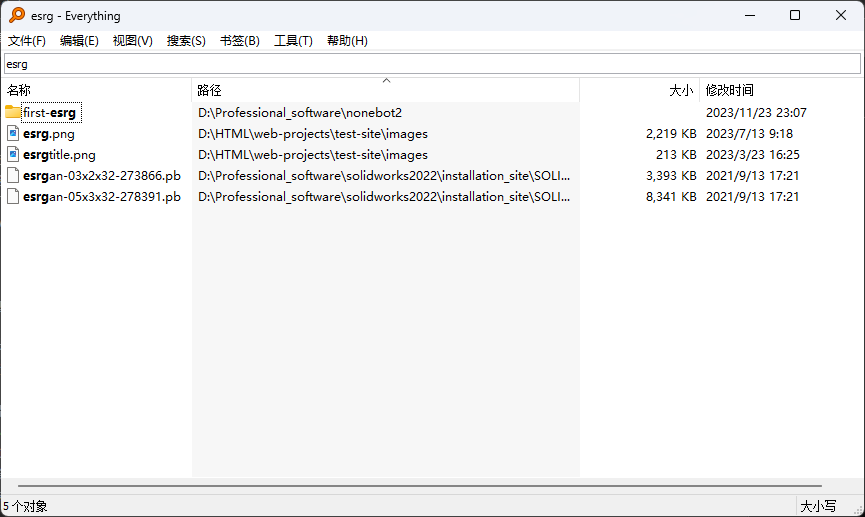 esrg - Everything
文件(F) 编辑(E) 视图(V) 搜索(S) 书签(B) 工具(T) 帮助(H)
esrg
名称 路径 大小 修改时间
first-esrg D:\Professional_software\nonebot2 2023/11/23 23:07
esrg.png D:\HTML\web-projects\test-site\images 2,219 KB 2023/7/13 9:18
esrgtitle.png D:\HTML\web-projects\test-site\images 213 KB 2023/3/23 16:25
esrgan-03x2x32-273866.pb D:\Professional_software\solidworks2022\installation_site\SOLI... 3,393 KB 2021/9/13 17:21
esrgan-05x3x32-278391.pb D:\Professional_software\solidworks2022\installation_site\SOLI... 8,341 KB 2021/9/13 17:21
5 个对象 大小写